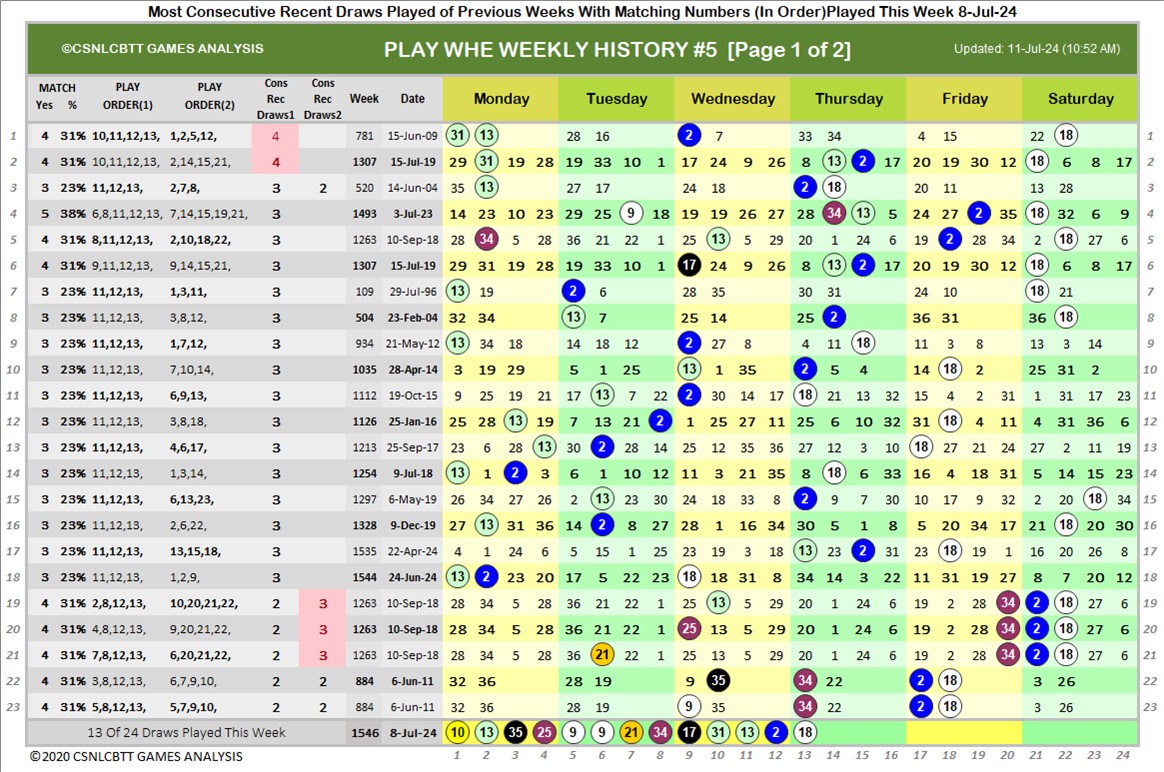 Most Consecutive Recent Draws Played of Previous Weeks With Matching Numbers (In Order)Played This Week 8-Jul-24
©CSNLCBTT GAMES ANALYSIS PLAY WHE WEEKLY HISTORY #5 [Page 1 of 2] Updated: 11-Jul-24 (10:52 AM)
MATCH Yes % PLAY ORDER(1) PLAY ORDER(2) Cons Rec Draws1 Cons Rec Draws2 Week Date Monday Tuesday Wednesday Thursday Friday Saturday
1 4 31% 10,11,12,13, 1,2,5,12, 4 781 15-Jun-09 31 13 28 16 2 7 33 34 4 15 22 18 1
2 4 31% 10,11,12,13, 2,14,15,21, 4 1307 15-Jul-19 29 31 19 28 19 33 10 1 17 24 9 26 8 13 2 17 20 19 30 12 18 6 8 17 2
3 3 23% 11,12,13, 2,7,8, 3 2 520 14-Jun-04 35 13 27 17 24 18 2 18 20 11 13 28 3
4 5 38% 6,8,11,12,13, 7,14,15,19,21, 3 1493 3-Jul-23 14 23 10 23 29 25 9 18 19 19 26 27 28 34 13 5 24 27 2 35 18 32 6 9 4
5 4 31% 8,11,12,13, 2,10,18,22, 3 1263 10-Sep-18 28 34 5 28 36 21 22 1 25 13 5 29 20 1 24 6 19 2 28 34 2 18 27 6 5
6 4 31% 9,11,12,13, 9,14,15,21, 3 1307 15-Jul-19 29 31 19 28 19 33 10 1 17 24 9 26 8 13 2 17 20 19 30 12 18 6 8 17 6
7 3 23% 11,12,13, 1,3,11, 3 109 29-Jul-96 13 19 2 6 28 35 30 31 24 10 18 21 7
8 3 23% 11,12,13, 3,8,12, 3 504 23-Feb-04 32 34 13 7 25 14 25 2 36 31 36 18 8
9 3 23% 11,12,13, 1,7,12, 3 934 21-May-12 13 34 18 14 18 12 2 27 8 4 11 18 11 3 8 13 3 14 9
10 3 23% 11,12,13, 7,10,14, 3 1035 28-Apr-14 3 19 29 5 1 25 13 1 35 2 5 4 14 18 2 25 31 2 10
11 3 23% 11,12,13, 6,9,13, 3 1112 19-Oct-15 9 25 19 21 17 13 7 22 2 30 14 17 18 21 13 32 15 4 2 31 1 31 17 23 11
12 3 23% 11,12,13, 3,8,18, 3 1126 25-Jan-16 25 28 13 19 7 13 21 2 1 25 27 11 25 6 10 32 31 18 4 11 4 31 36 6 12
13 3 23% 11,12,13, 4,6,17, 3 1213 25-Sep-17 23 6 28 13 30 2 28 14 25 12 35 36 27 12 3 10 18 27 21 24 27 2 11 19 13
14 3 23% 11,12,13, 1,3,14, 3 1254 9-Jul-18 13 1 2 3 6 1 10 12 11 3 21 35 14 18 6 33 16 4 18 31 5 14 15 23 14
15 3 23% 11,12,13, 6,13,23, 3 1297 6-May-19 26 34 27 26 2 13 23 30 24 18 33 8 2 9 7 30 10 17 9 32 2 20 18 34 15
16 3 23% 11,12,13, 2,6,22, 3 1328 9-Dec-19 27 13 31 36 14 2 8 27 28 1 16 34 30 5 1 8 5 20 34 17 21 18 20 30 16
17 3 23% 11,12,13, 13,15,18, 3 1535 22-Apr-24 4 1 24 6 5 15 1 25 23 19 3 18 13 23 2 31 23 18 19 1 16 20 26 8 17
18 3 23% 11,12,13, 1,2,9, 3 1544 24-Jun-24 13 2 23 20 17 5 22 23 18 18 31 8 34 14 3 22 11 31 19 27 8 7 20 12 18
19 4 31% 2,8,12,13, 10,20,21,22, 2 3 1263 10-Sep-18 28 34 5 28 36 21 22 1 25 13 5 29 20 1 24 6 19 2 28 34 2 18 27 6 19
20 4 31% 4,8,12,13, 9,20,21,22, 2 3 1263 10-Sep-18 28 34 5 28 36 21 22 1 25 13 5 29 20 1 24 6 19 2 28 34 2 18 27 6 20
21 4 31% 7,8,12,13, 6,20,21,22, 2 3 1263 10-Sep-18 28 34 5 28 36 21 22 1 25 13 5 29 20 1 24 6 19 2 28 34 2 18 27 6 21
22 4 31% 3,8,12,13, 6,7,9,10, 2 2 884 6-Jun-11 32 36 28 19 9 35 34 22 2 18 3 26 22
23 4 31% 5,8,12,13, 5,7,9,10, 2 2 884 6-Jun-11 32 36 28 19 9 35 34 22 2 18 3 26 23
13 Of 24 Draws Played This Week 1546 8-Jul-24 10 13 35 25 9 9 21 34 17 31 13 2 18
©2020 CSNLCBTT GAMES ANALYSIS 1 2 3 4 5 6 7 8 9 10 11 12 13 14 15 16 17 18 19 20 21 22 23 24